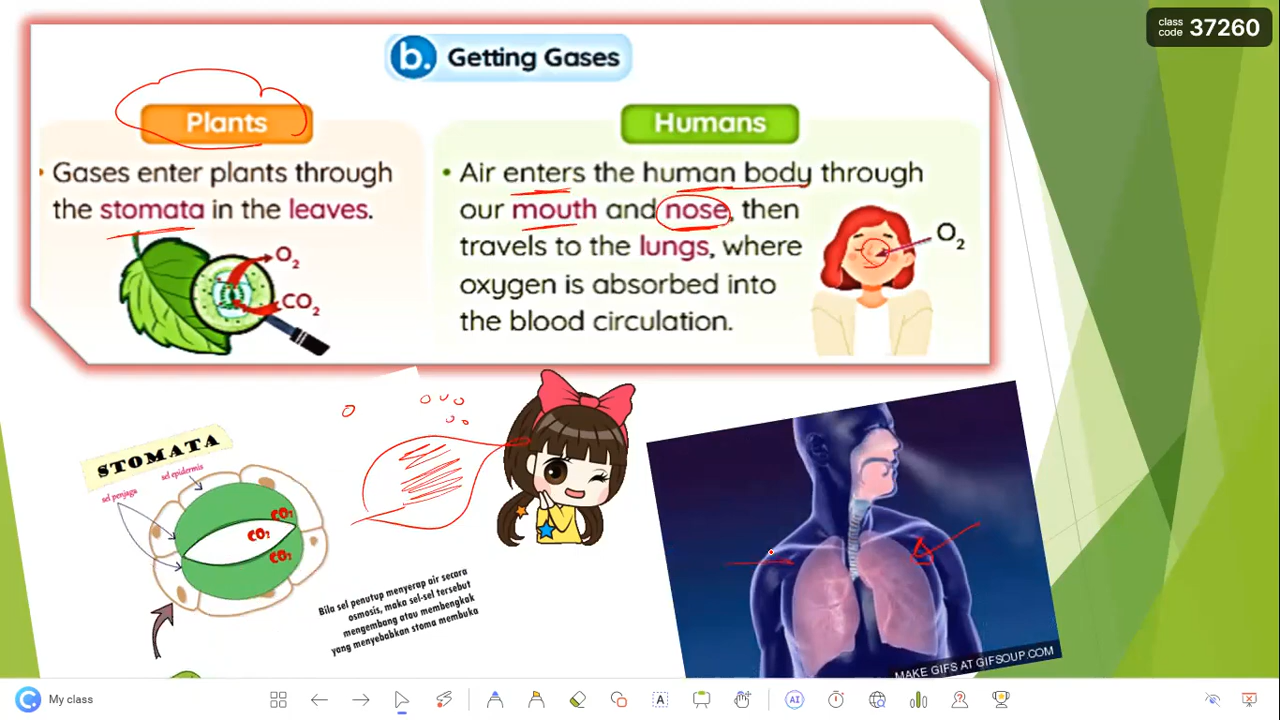 class
code 37260
b. Getting Gases
Plants
• Gases enter plants through
the stomata in the leaves.
O2
CO2
Humans
• Air enters the human body through
our mouth and nose, then
travels to the lungs, where
oxygen is absorbed into
the blood circulation.
O2
STOMATA
sel epidermis
sel penjaga
CO2
CO2
CO2
Bila sel penutup menyerap air secara
osmosis, maka sel-sel tersebut
mengembang atau membengkak
yang menyebabkan stoma membuka
MAKE GIFS AT GIFSOUP.COM
My class
A
AI